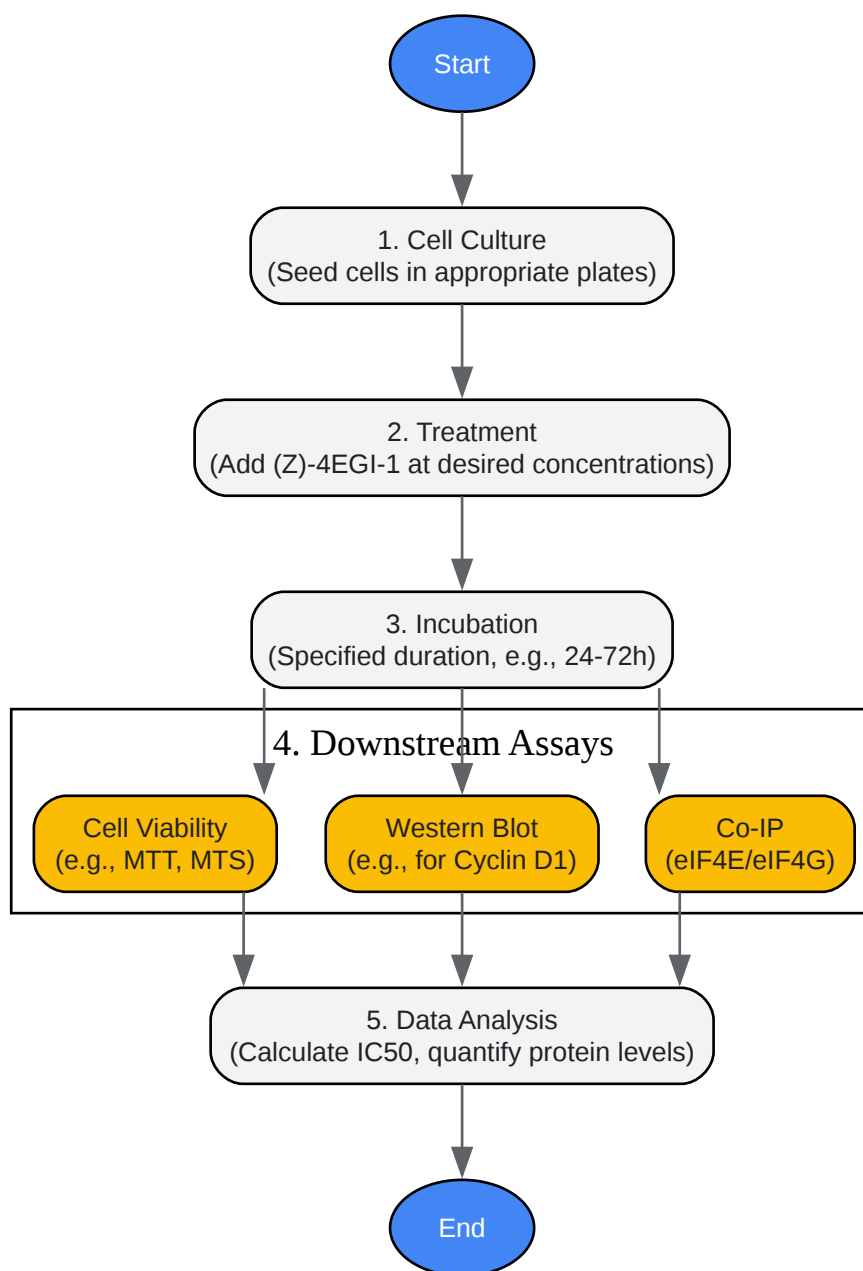 Start
1. Cell Culture
(Seed cells in appropriate plates)
2. Treatment
(Add (Z)-4EGI-1 at desired concentrations)
3. Incubation
(Specified duration, e.g., 24-72h)
4. Downstream Assays
Cell Viability
(e.g., MTT, MTS)
Western Blot
(e.g., for Cyclin D1)
Co-IP
(eIF4E/eIF4G)
5. Data Analysis
(Calculate IC50, quantify protein levels)
End